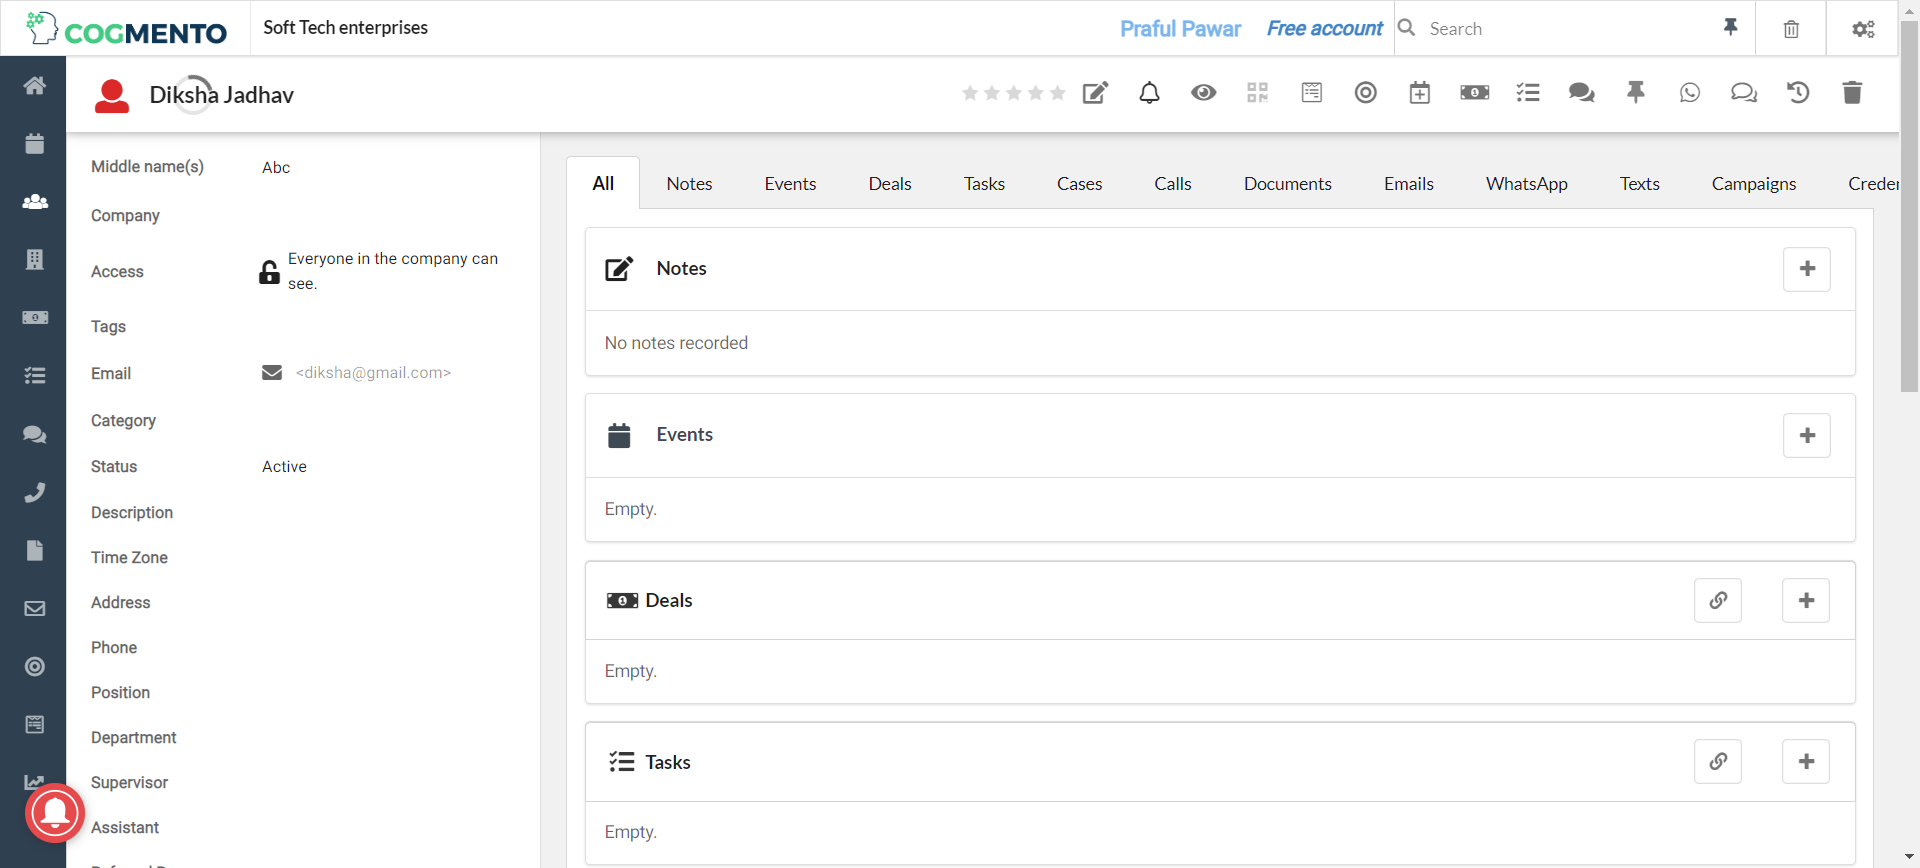 COGMENTO
Soft Tech enterprises
Praful Pawar
Free account
Search
Diksha Jadhav
Middle name(s)
Abc
Company
Access
Everyone in the company can
see.
Tags
Email
<diksha@gmail.com>
Category
Status
Active
Description
Time Zone
Address
Phone
Position
Department
Supervisor
Assistant
All
Notes
Events
Deals
Tasks
Cases
Calls
Documents
Emails
WhatsApp
Texts
Campaigns
Creder
Notes
No notes recorded
Events
Empty.
Deals
Empty.
Tasks
Empty.